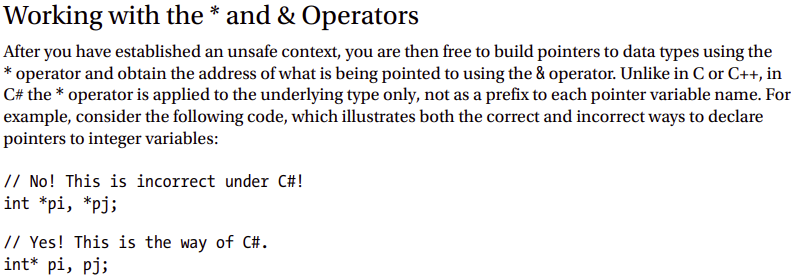 Working with the * and & Operators
After you have established an unsafe context, you are then free to build pointers to data types using the
* operator and obtain the address of what is being pointed to using the & operator. Unlike in C or C++, in
C# the * operator is applied to the underlying type only, not as a prefix to each pointer variable name. For
example, consider the following code, which illustrates both the correct and incorrect ways to declare
pointers to integer variables:
// No! This is incorrect under C#!
int *pi, *pj;
// Yes! This is the way of C#.
int* pi, pj;